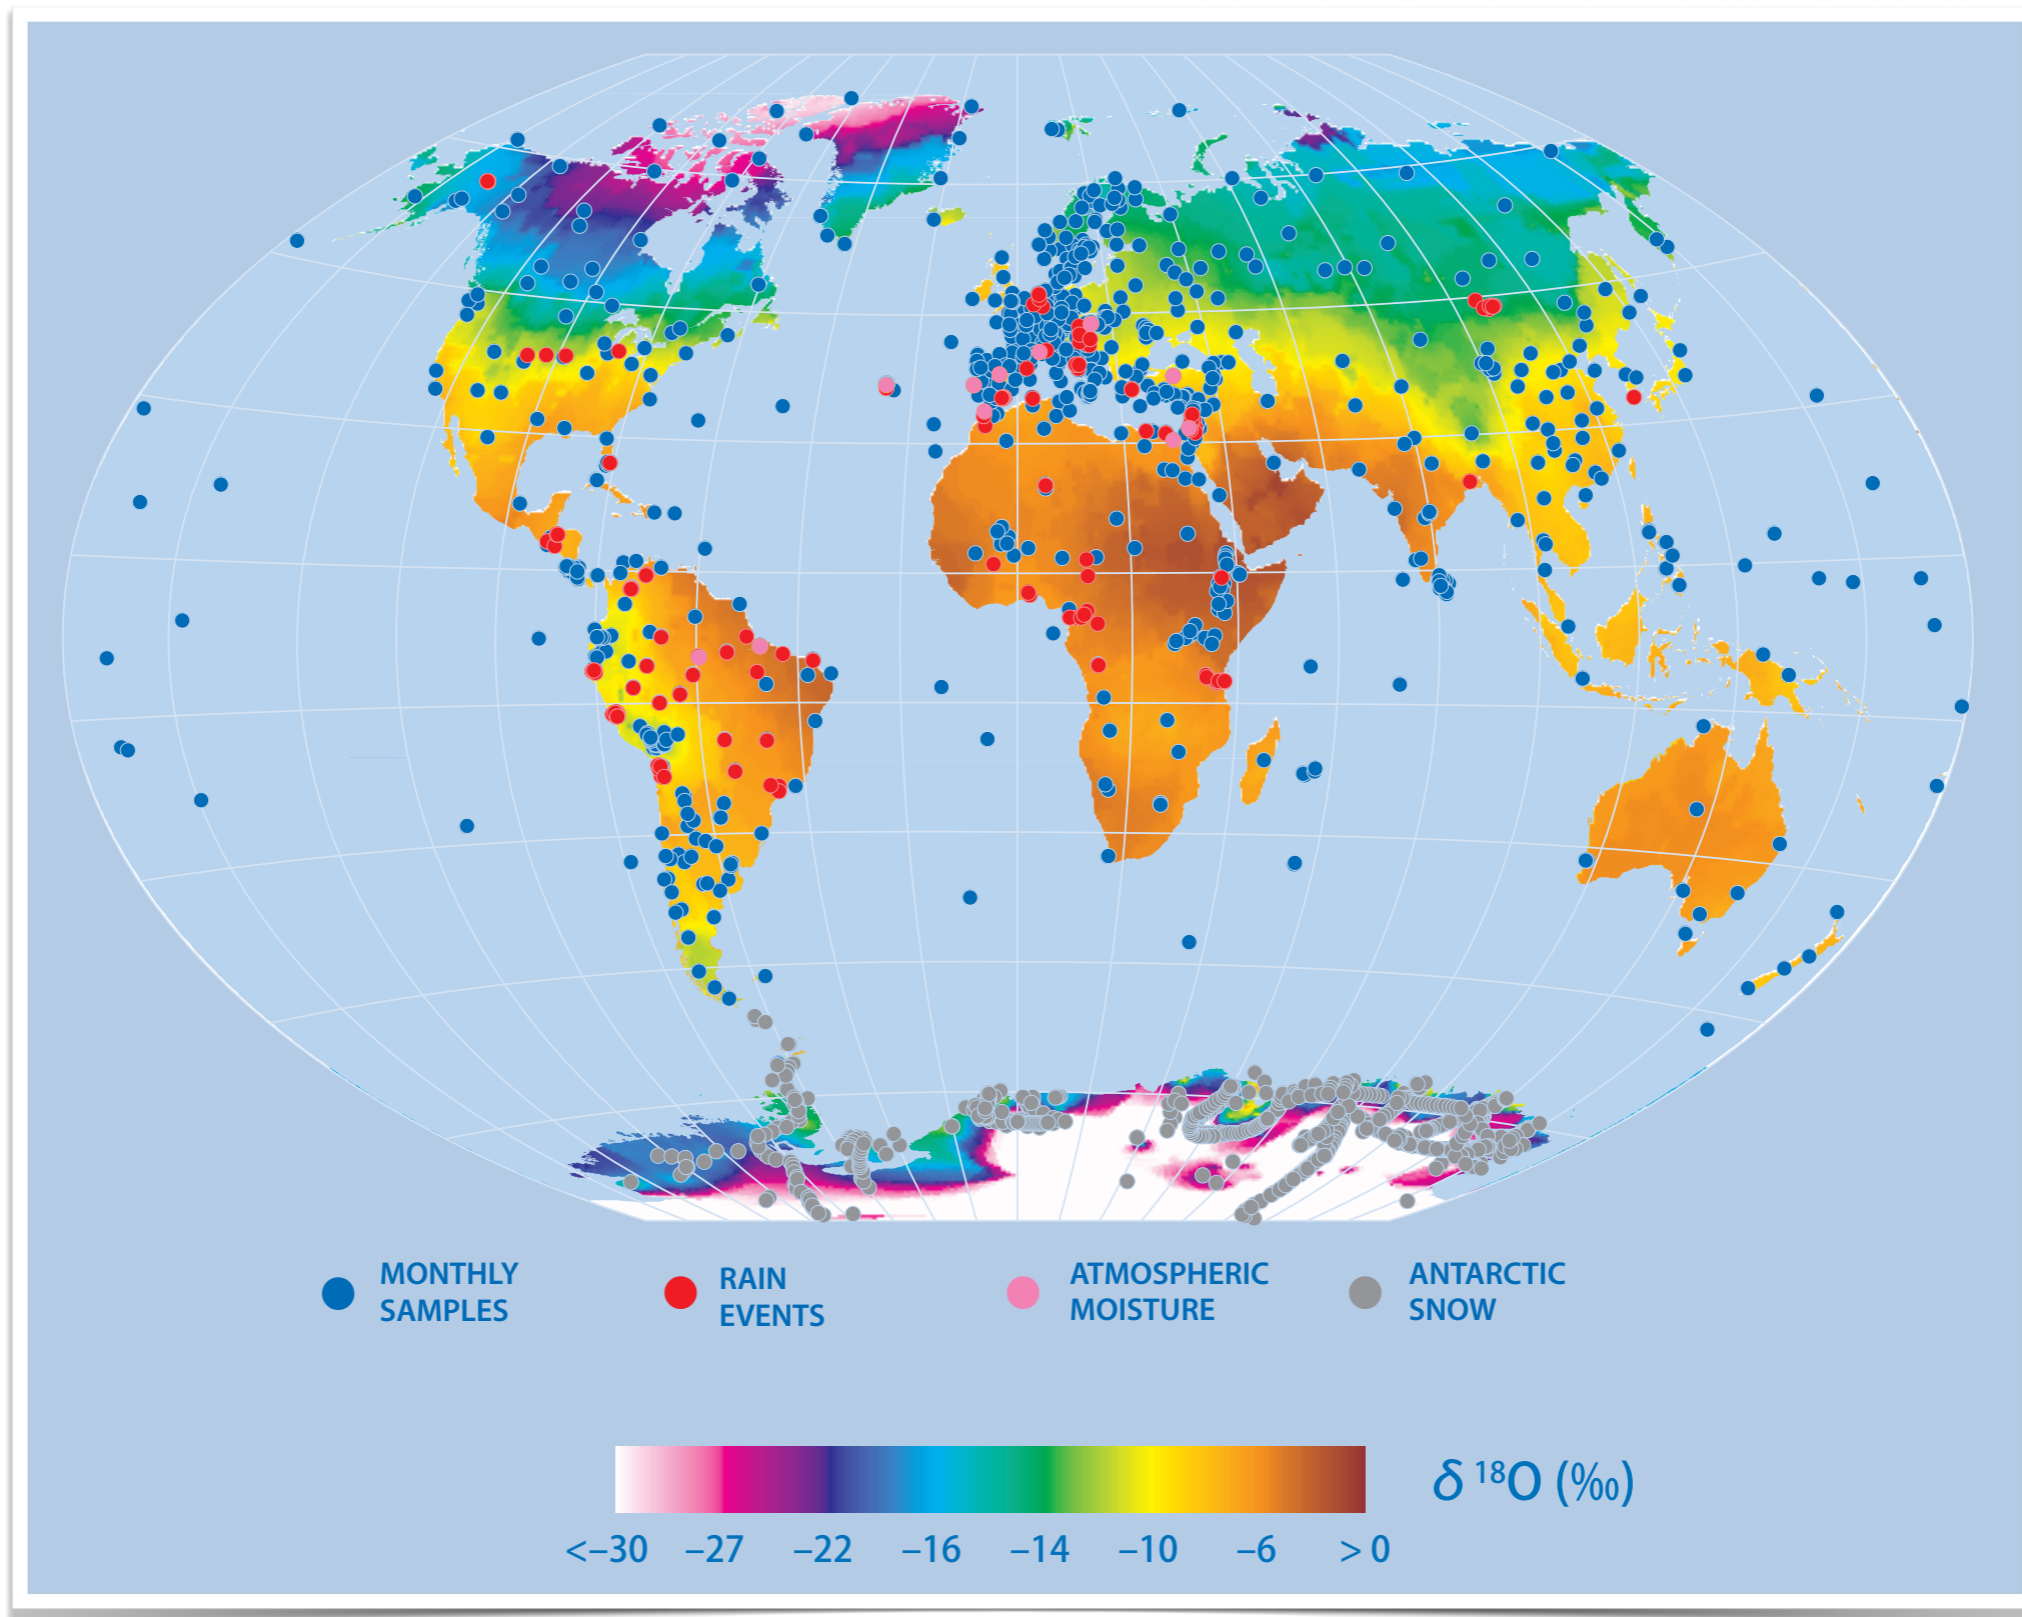 MONTHLY
SAMPLES
RAIN
EVENTS
ATMOSPHERIC
MOISTURE
ANTARCTIC
SNOW
δ ¹⁸O (‰)
<–30 –27 –22 –16 –14 –10 –6 > 0